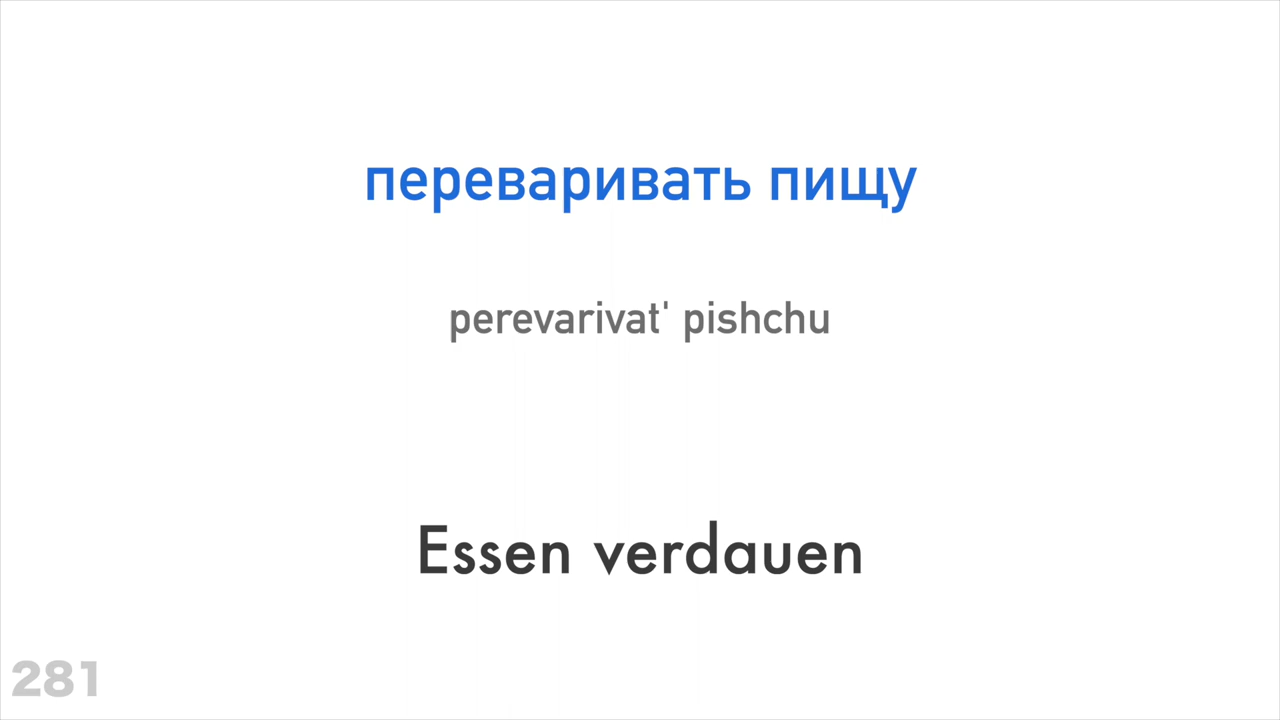 переваривать пищу
perevarivat' pishchu
Essen verdauen
281